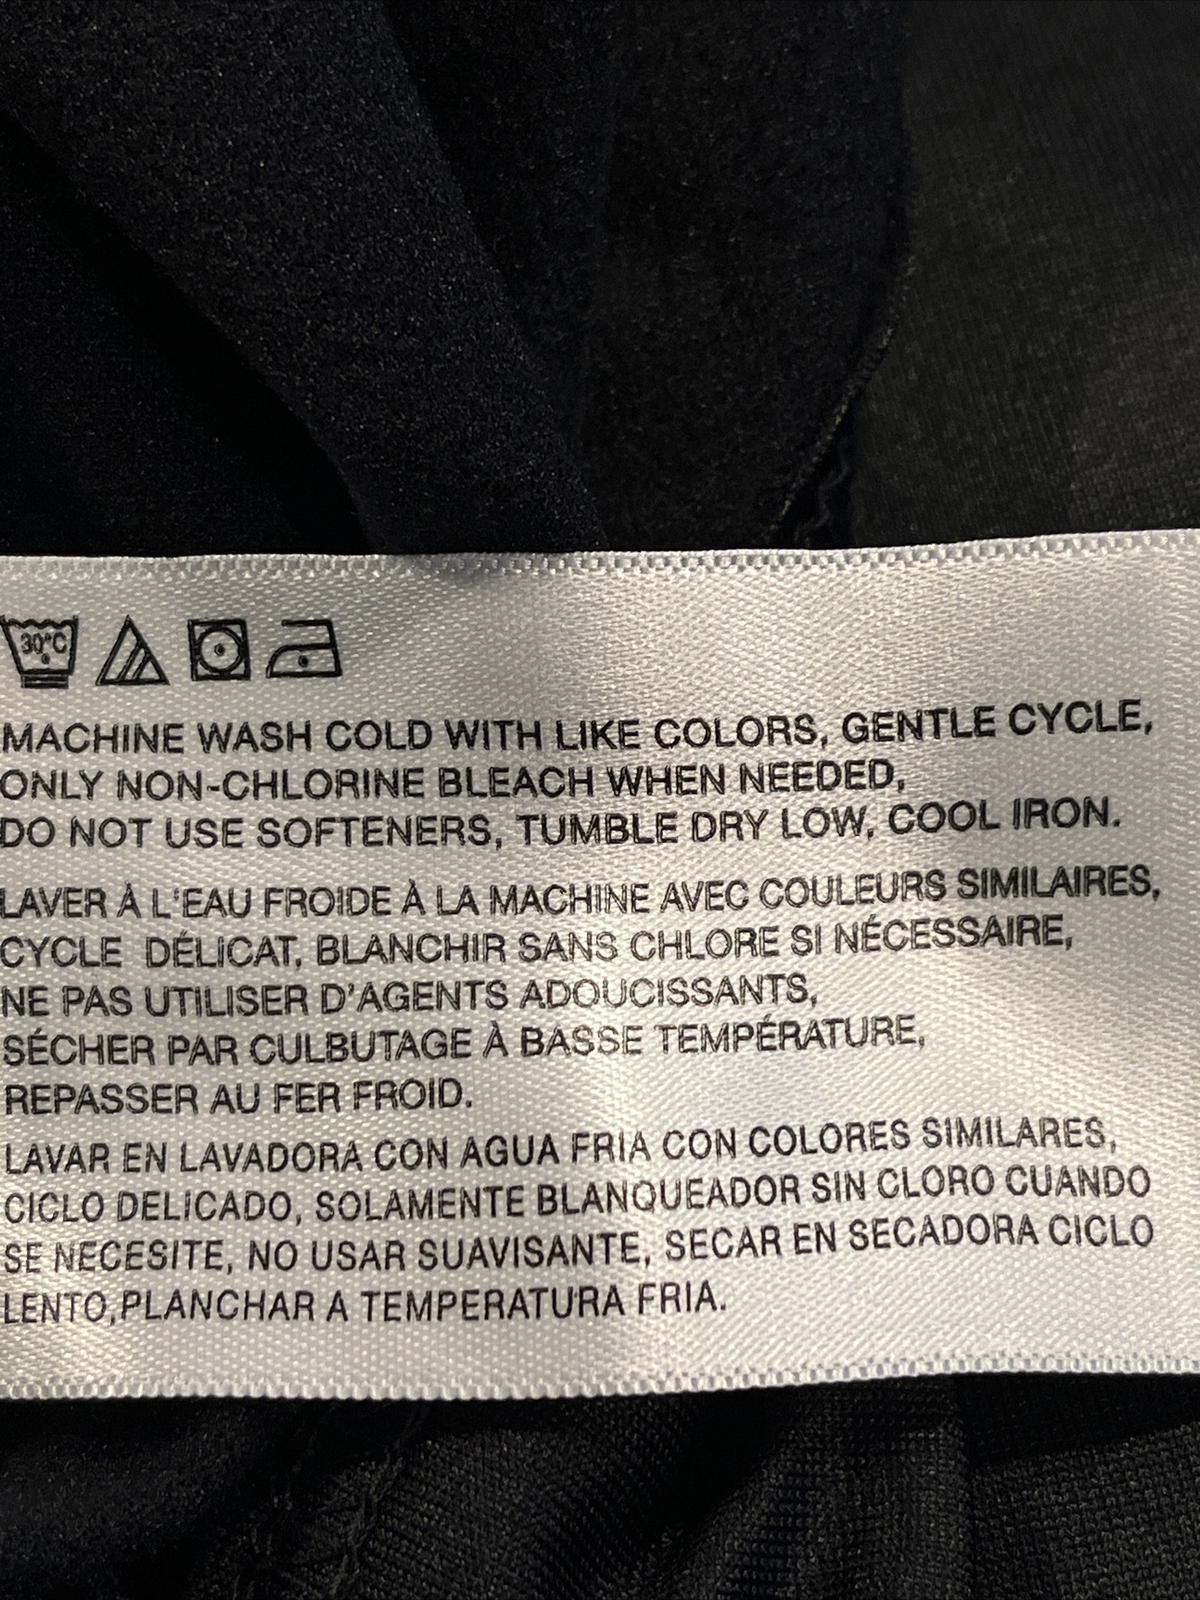 30°C
MACHINE WASH COLD WITH LIKE COLORS, GENTLE CYCLE,
ONLY NON-CHLORINE BLEACH WHEN NEEDED,
DO NOT USE SOFTENERS, TUMBLE DRY LOW, COOL IRON.
LAVER À L'EAU FROIDE À LA MACHINE AVEC COULEURS SIMILAIRES,
CYCLE DÉLICAT, BLANCHIR SANS CHLORE SI NÉCESSAIRE,
NE PAS UTILISER D'AGENTS ADOUCISSANTS,
SÉCHER PAR CULBUTAGE À BASSE TEMPÉRATURE,
REPASSER AU FER FROID.
LAVAR EN LAVADORA CON AGUA FRIA CON COLORES SIMILARES,
CICLO DELICADO, SOLAMENTE BLANQUEADOR SIN CLORO CUANDO
SE NECESITE, NO USAR SUAVISANTE, SECAR EN SECADORA CICLO
LENTO,PLANCHAR A TEMPERATURA FRIA.